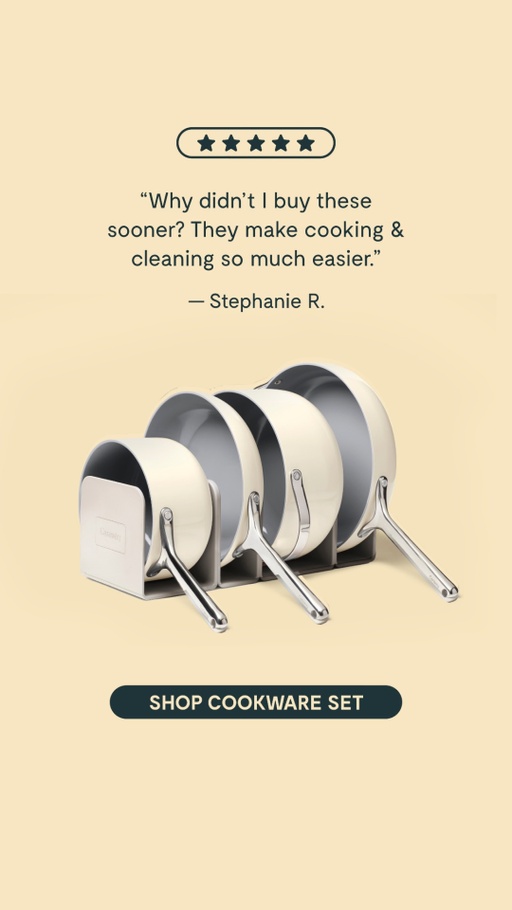 “Why didn’t I buy these
sooner? They make cooking &
cleaning so much easier.”
— Stephanie R.
SHOP COOKWARE SET